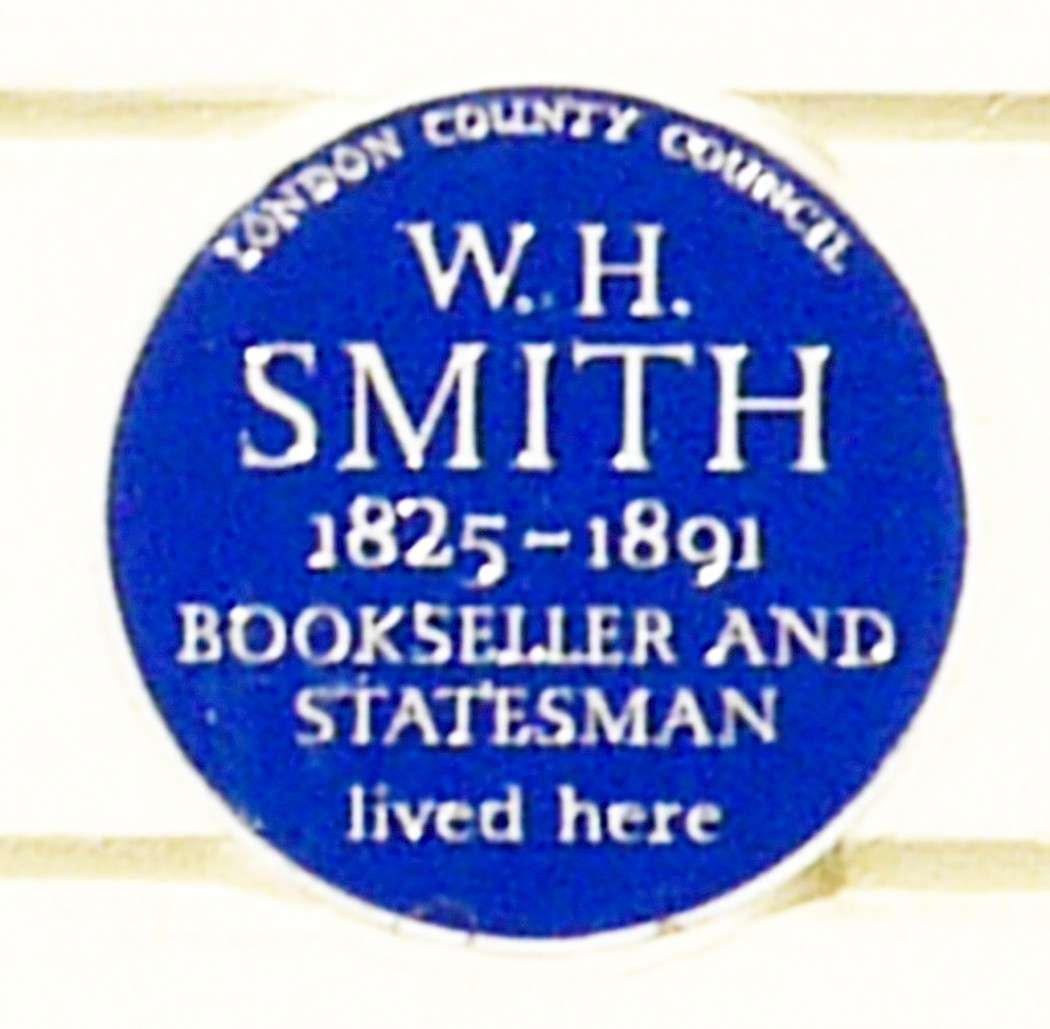 LONDON COUNTY COUNCIL
W. H.
SMITH
1825-1891
BOOKSELLER AND
STATESMAN
lived here